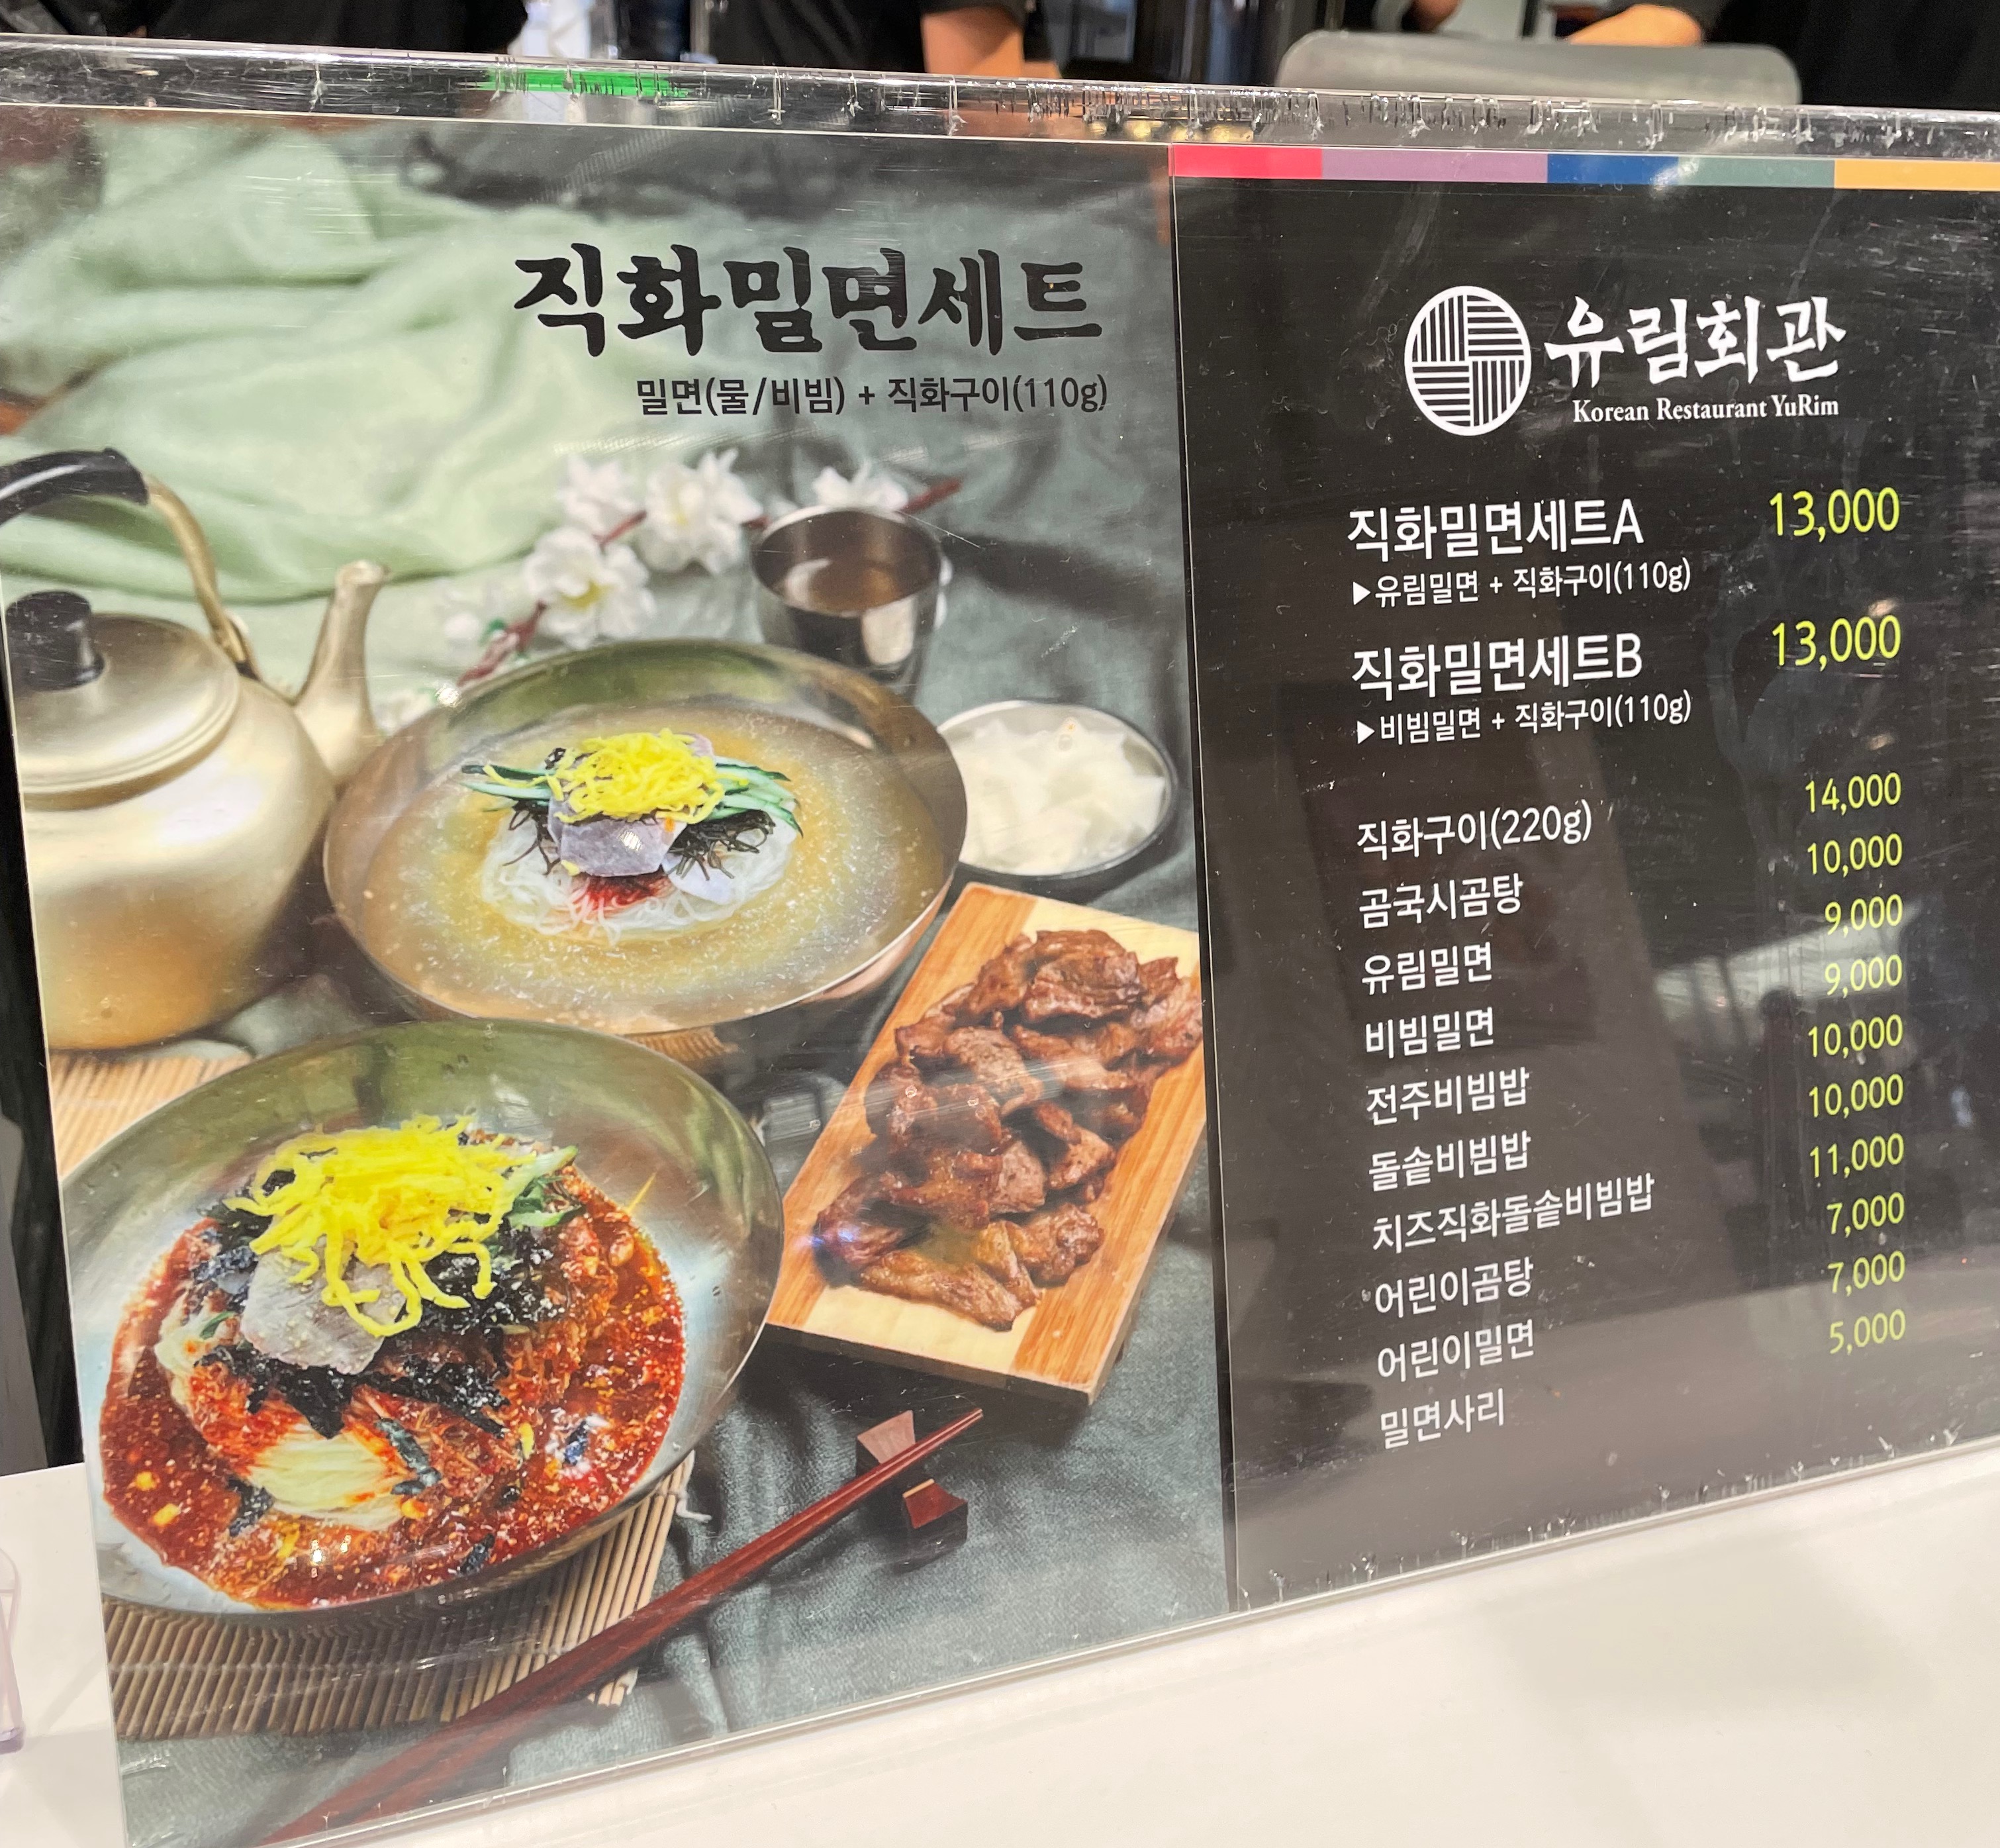 직화밀면세트
밀면(물/비빔) + 직화구이(110g)
유림회관
Korean Restaurant YuRim
직화밀면세트A 13,000
▶유림밀면 + 직화구이(110g)
직화밀면세트B 13,000
▶비빔밀면 + 직화구이(110g)
직화구이(220g) 14,000
곰국시곰탕 10,000
유림밀면 9,000
비빔밀면 9,000
전주비빔밥 10,000
돌솥비빔밥 10,000
치즈직화돌솥비빔밥 11,000
어린이곰탕 7,000
어린이밀면 7,000
밀면사리 5,000